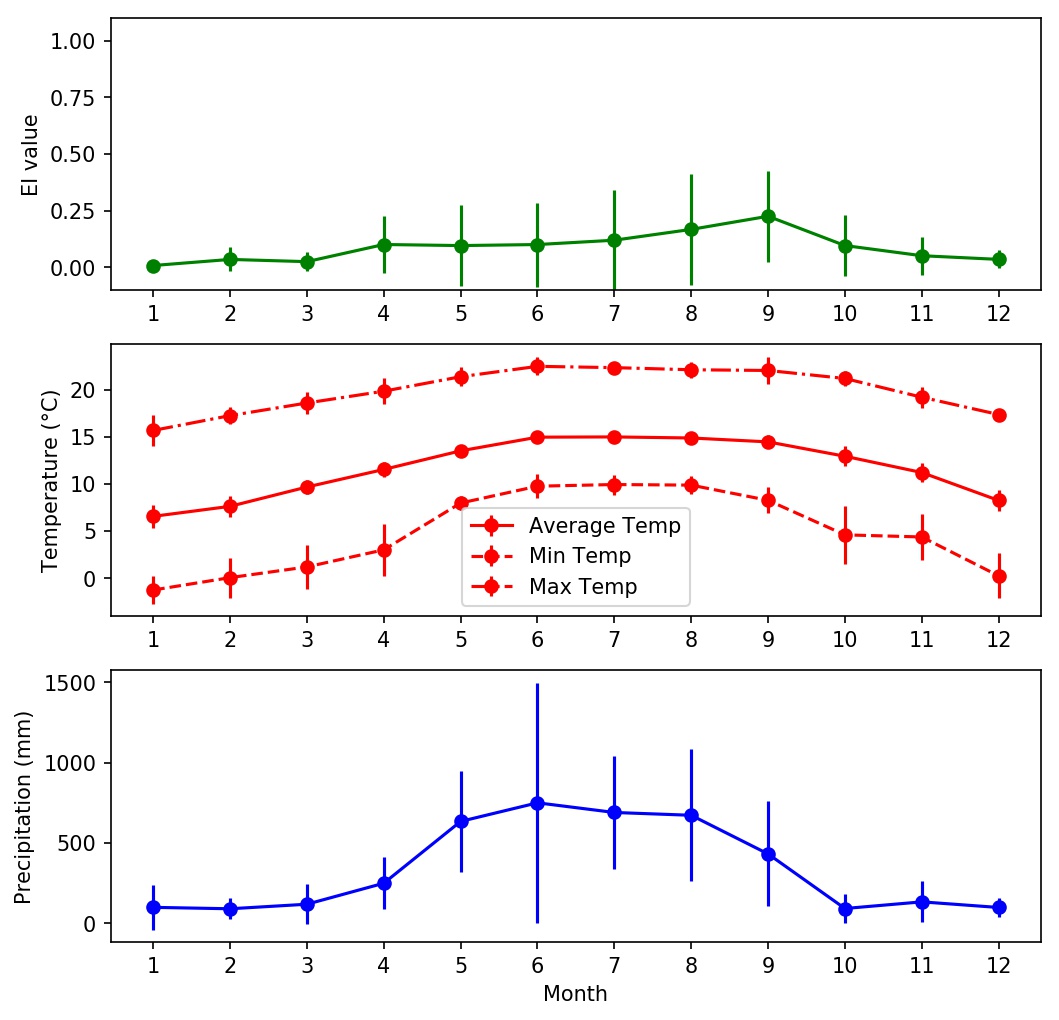 EI value
1.00
0.75
0.50
0.25
0.00
1 2 3 4 5 6 7 8 9 10 11 12
Temperature (°C)
20
15
10
5
0
Average Temp
Min Temp
Max Temp
1 2 3 4 5 6 7 8 9 10 11 12
Precipitation (mm)
1500
1000
500
0
1 2 3 4 5 6 7 8 9 10 11 12
Month